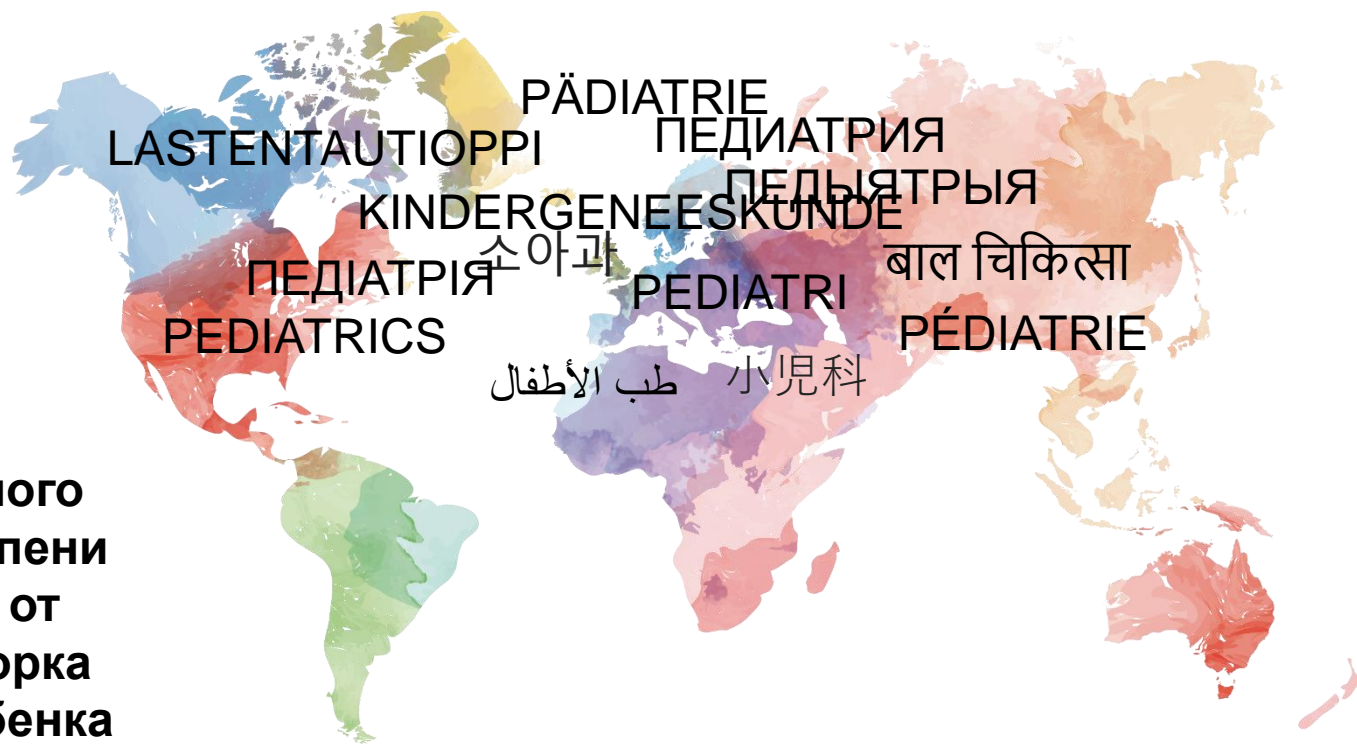 PÄDIATRIE
LASTENTAUTIOPPI
ПЕДИАТРИЯ
ПЕДЫЯТРЫЯ
KINDERGENEESKUNDE
소아과
बाल चिकित्सा
ПЕДІАТРІЯ
PEDIATRI
PEDIATRICS
PÉDIATRIE
طب الأطفال
小児科
ного
пени
от
орка
бенка